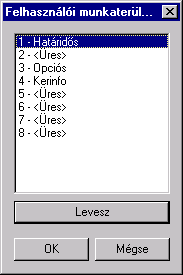 Felhasználói munkaterül...
1 - Határidős
2 - <Üres>
3 - Opciós
4 - Kerinfo
5 - <Üres>
6 - <Üres>
7 - <Üres>
8 - <Üres>
Levesz
OK
Mégse